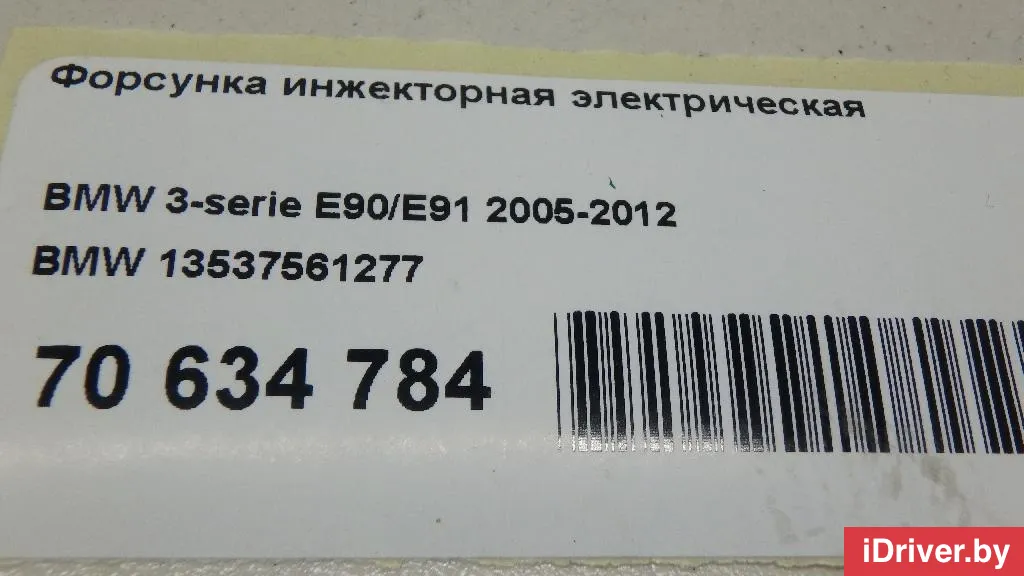 Форсунка инжекторная электрическая
BMW 3-serie E90/E91 2005-2012
BMW 13537561277
70 634 784
iDriver.by